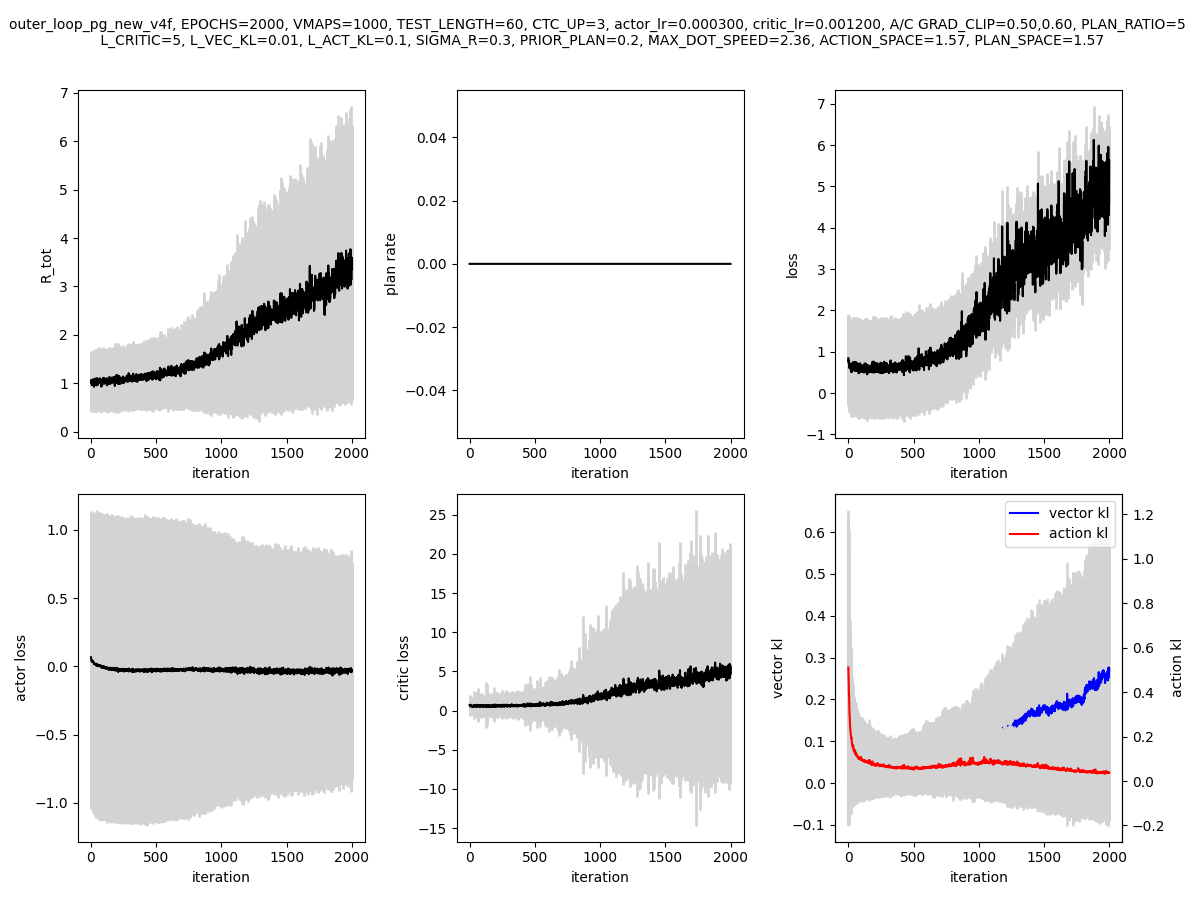 outer_loop_pg_new_v4f, EPOCHS=2000, VMAPS=1000, TEST_LENGTH=60, CTC_UP=3, actor_lr=0.000300, critic_lr=0.001200, A/C GRAD_CLIP=0.50,0.60, PLAN_RATIO=5
L_CRITIC=5, L_VEC_KL=0.01, L_ACT_KL=0.1, SIGMA_R=0.3, PRIOR_PLAN=0.2, MAX_DOT_SPEED=2.36, ACTION_SPACE=1.57, PLAN_SPACE=1.57
R_tot
7
6
5
4
3
2
1
0
0 500 1000 1500 2000
iteration
plan rate
0.04
0.02
0.00
−0.02
−0.04
0 500 1000 1500 2000
iteration
loss
7
6
5
4
3
2
1
0
−1
0 500 1000 1500 2000
iteration
actor loss
1.0
0.5
0.0
−0.5
−1.0
0 500 1000 1500 2000
iteration
critic loss
25
20
15
10
5
0
−5
−10
−15
0 500 1000 1500 2000
iteration
vector kl
0.6
0.5
0.4
0.3
0.2
0.1
0.0
−0.1
vector kl
action kl
1.2
1.0
0.8
0.6
0.4
0.2
0.0
−0.2
action kl
0 500 1000 1500 2000
iteration